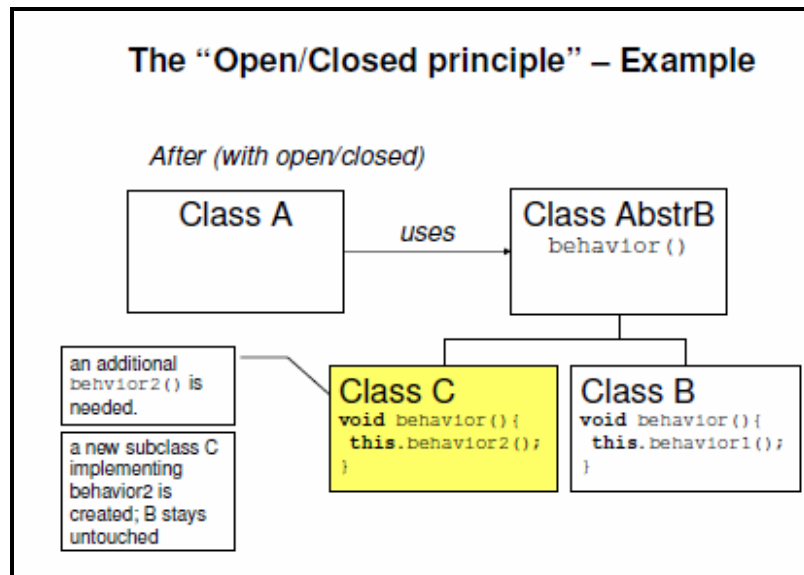 The “Open/Closed principle” – Example
After (with open/closed)
Class A
uses
Class AbstrB
behavior()
an additional
behvior2() is
needed.
a new subclass C
implementing
behavior2 is
created; B stays
untouched
Class C
void behavior(){
this.behavior2();
}
Class B
void behavior(){
this.behavior1();
}